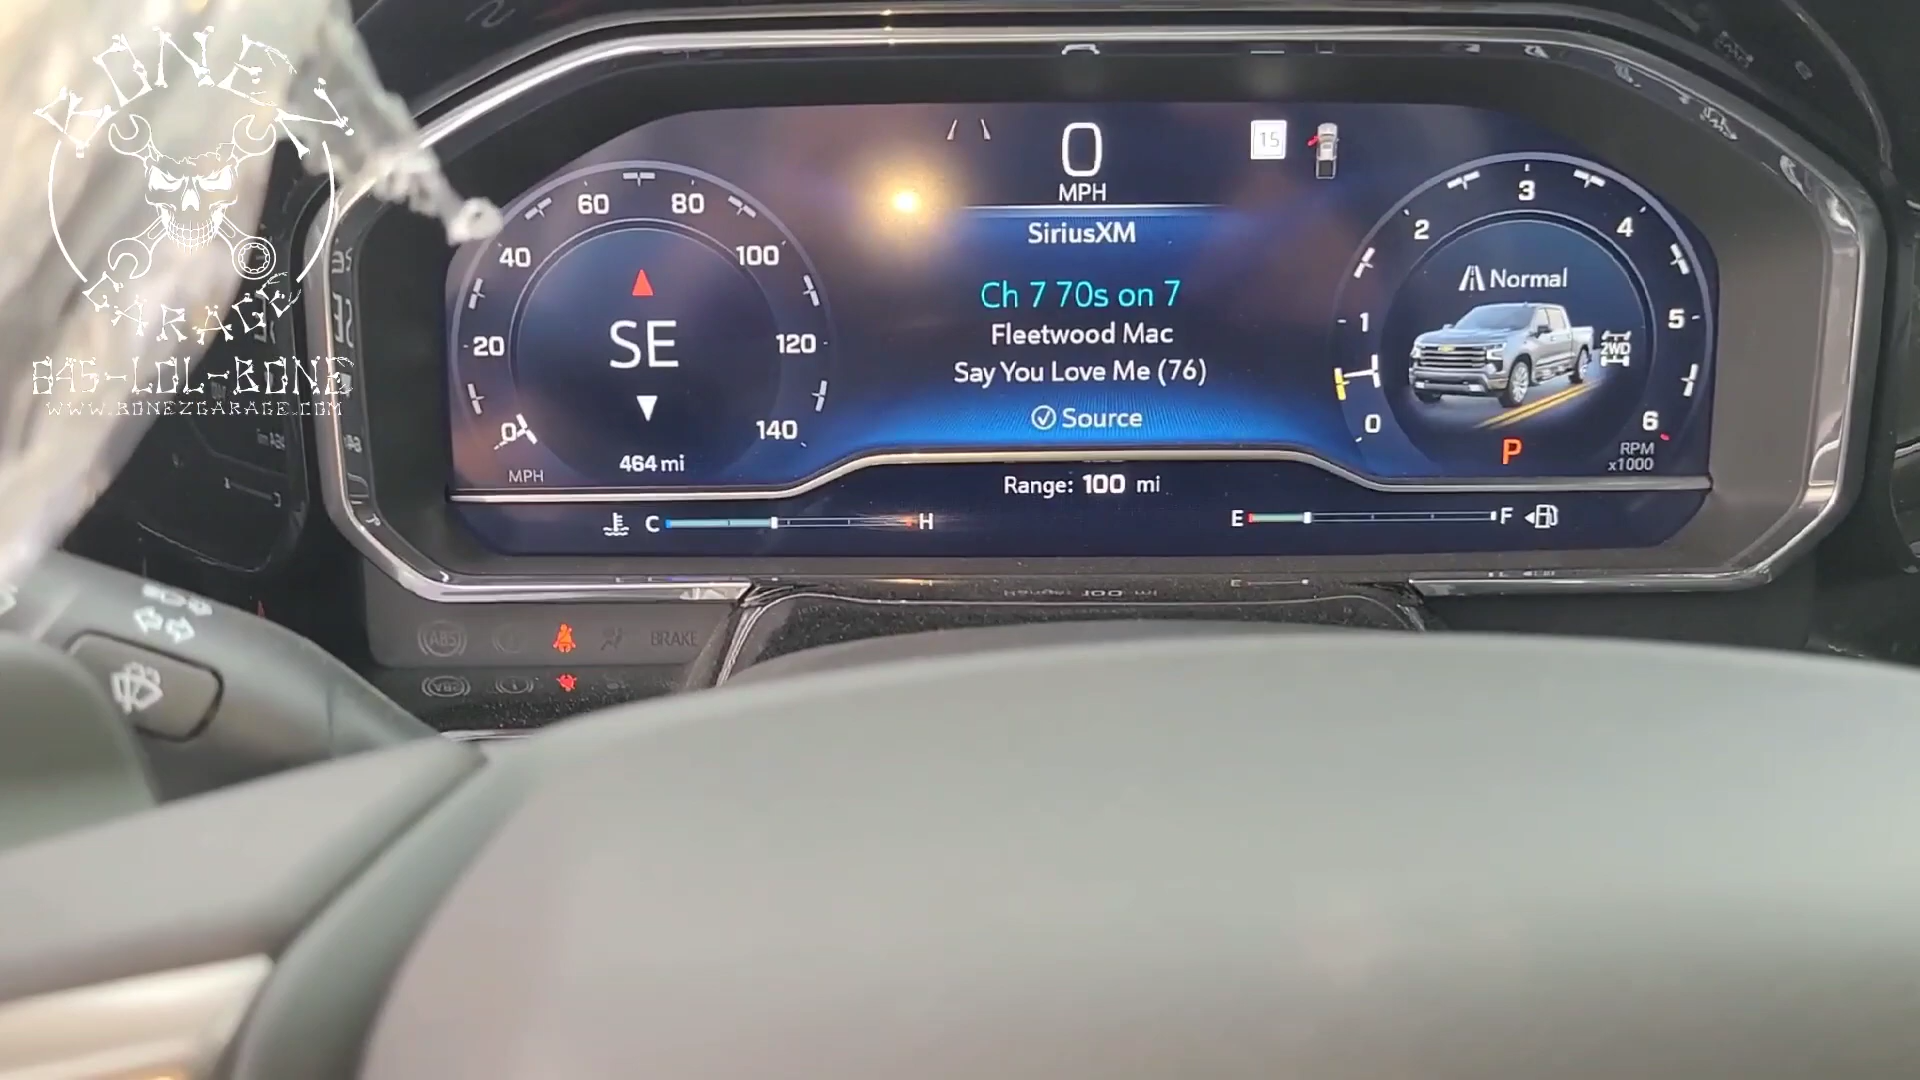 BONEZ
GARAGE
845-LOL-BONE
WWW.BONEZGARAGE.COM
0
MPH
15
SiriusXM
Ch 7 70s on 7
Fleetwood Mac
Say You Love Me (76)
Source
0
20
40
60
80
100
120
140
MPH
SE
464 mi
0
1
2
3
4
5
6
RPM
x1000
Normal
2WD
P
Range: 100 mi
C
H
E
F
ABS
BRAKE